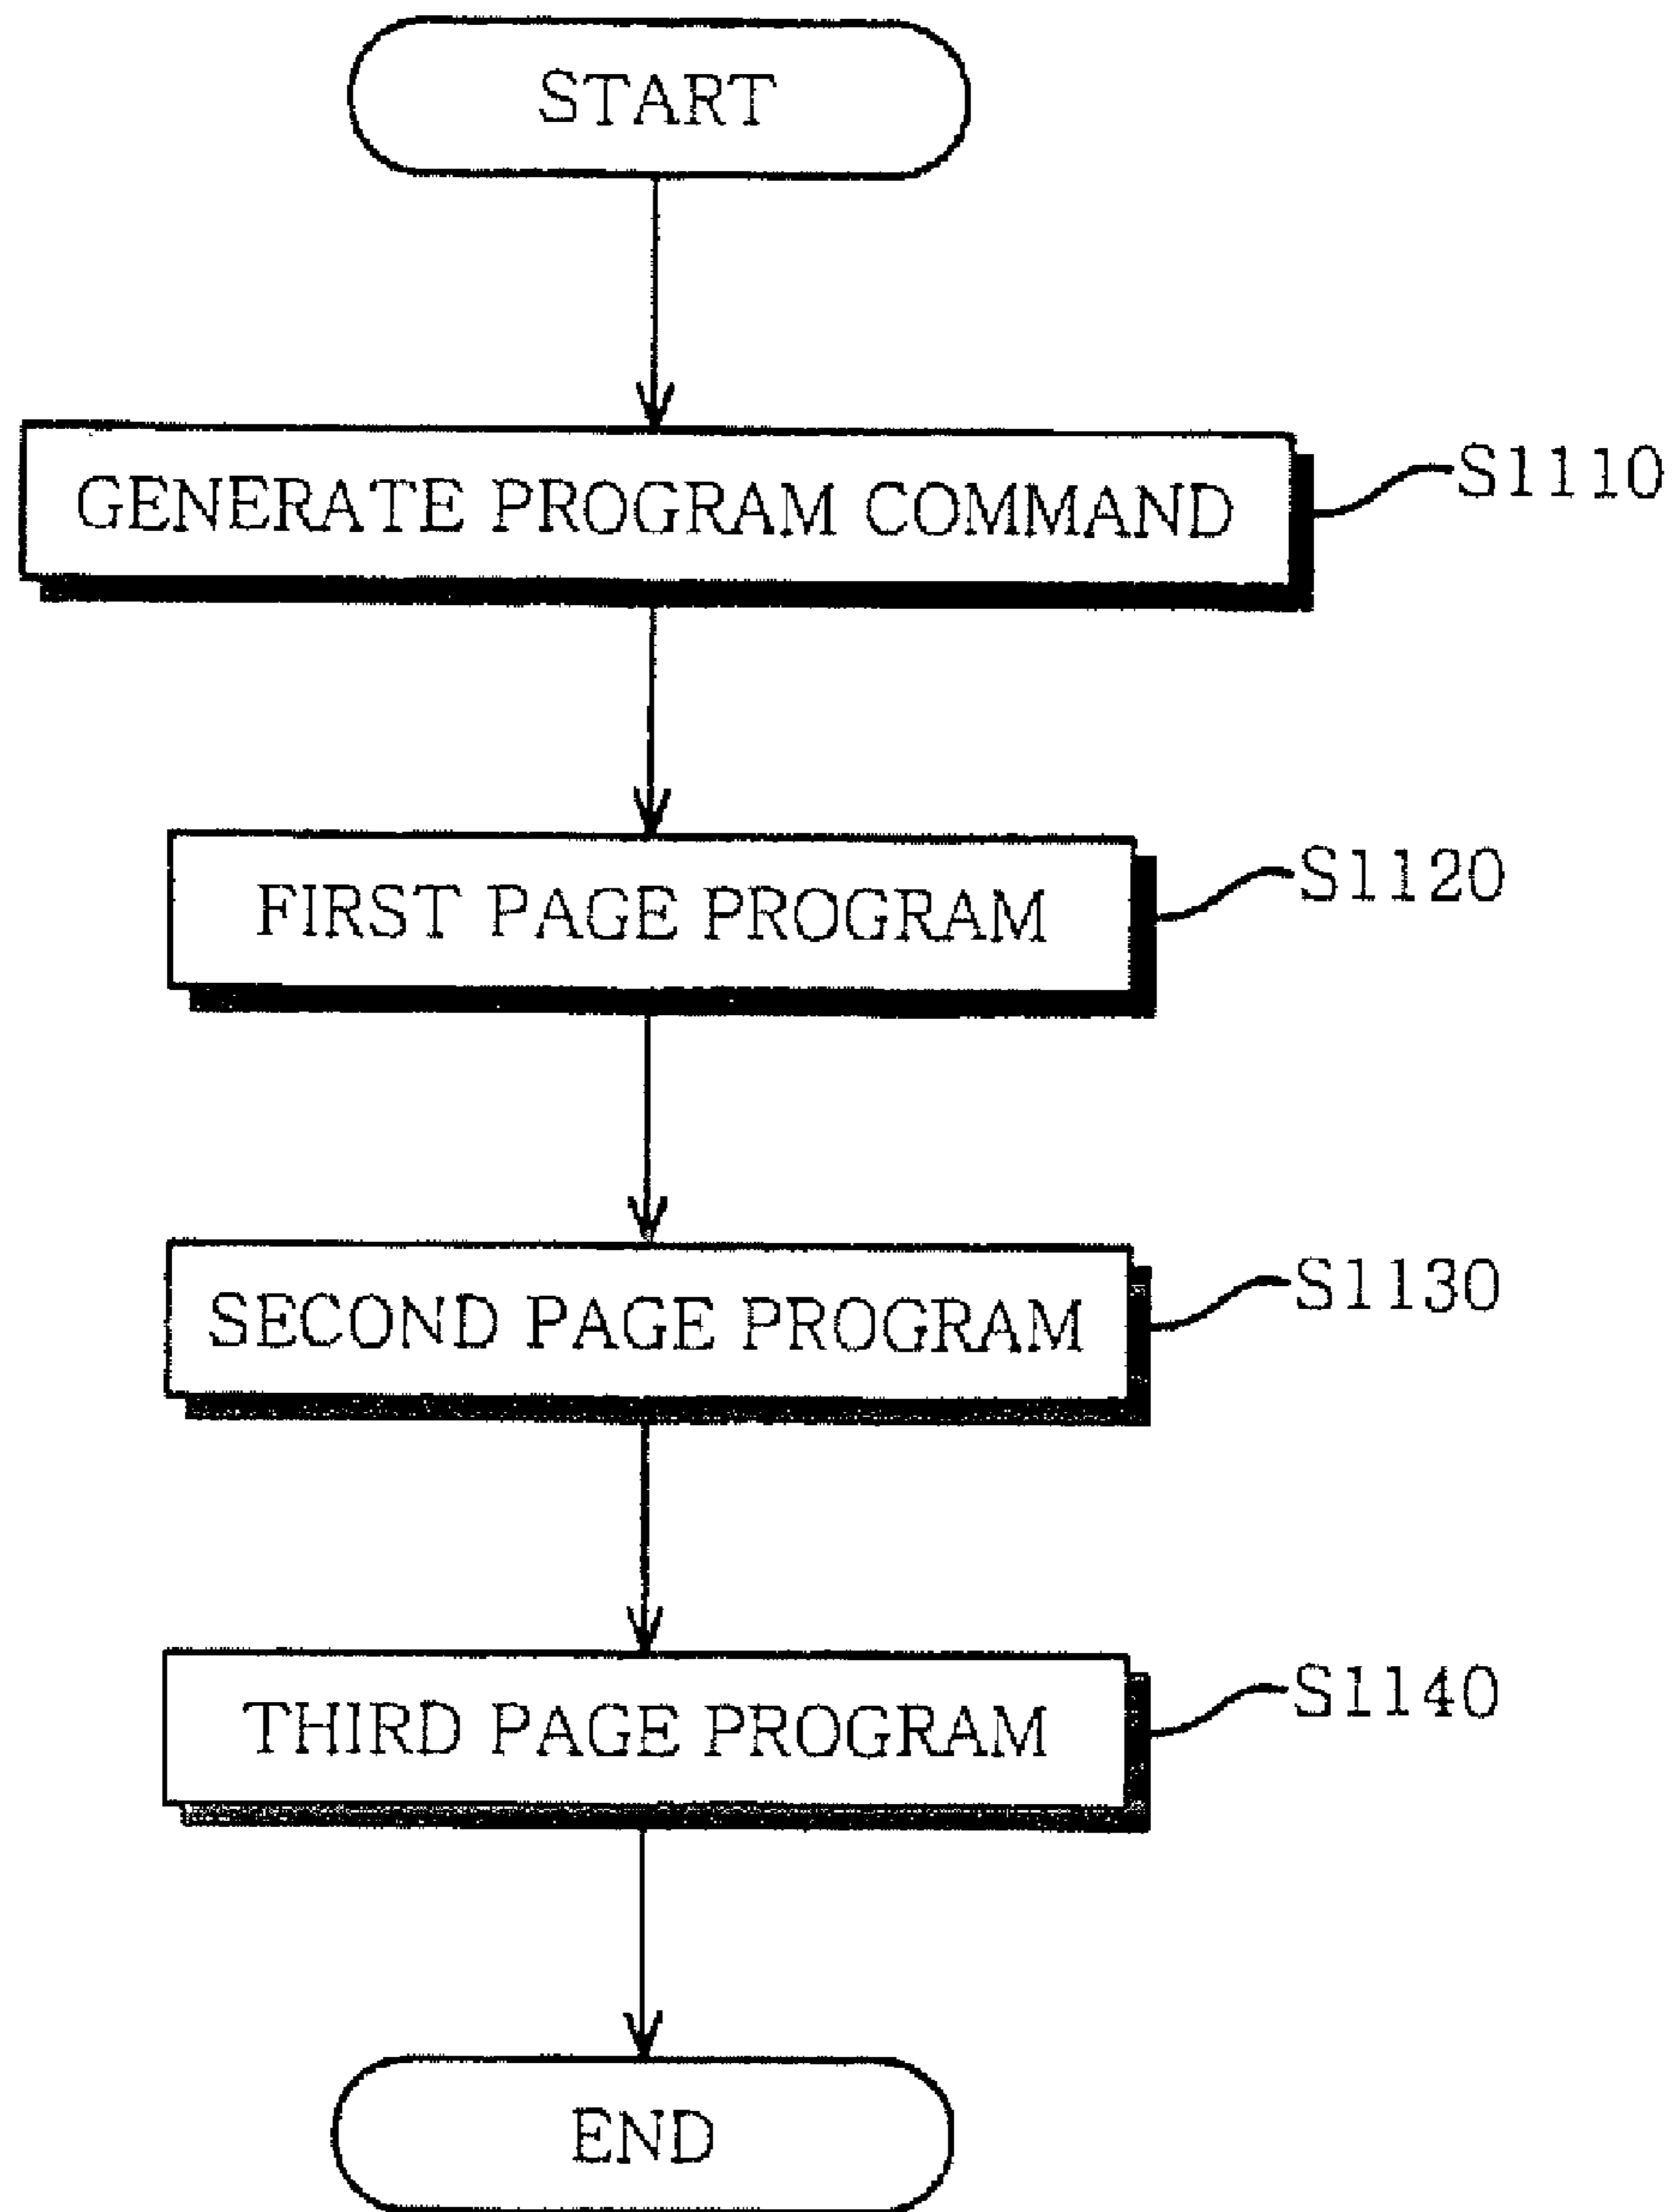 START
GENERATE PROGRAM COMMAND
S1110
FIRST PAGE PROGRAM
S1120
SECOND PAGE PROGRAM
S1130
THIRD PAGE PROGRAM
S1140
END